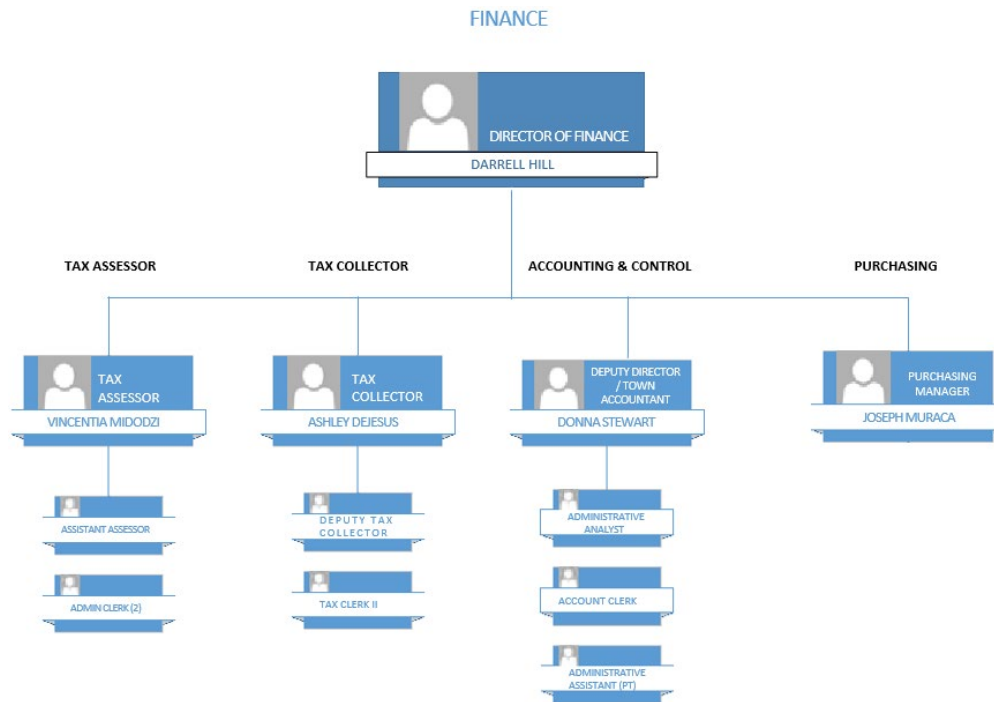 FINANCE
DIRECTOR OF FINANCE
DARRELL HILL
TAX ASSESSOR
TAX COLLECTOR
ACCOUNTING & CONTROL
PURCHASING
TAX
ASSESSOR
VINCENTIA MIDODZI
TAX
COLLECTOR
ASHLEY DEJESUS
DEPUTY DIRECTOR
/ TOWN
ACCOUNTANT
DONNA STEWART
PURCHASING
MANAGER
JOSEPH MURACA
ASSISTANT ASSESSOR
DEPUTY TAX
COLLECTOR
ADMINISTRATIVE
ANALYST
ADMIN CLERK (2)
TAX CLERK II
ACCOUNT CLERK
ADMINISTRATIVE
ASSISTANT (PT)